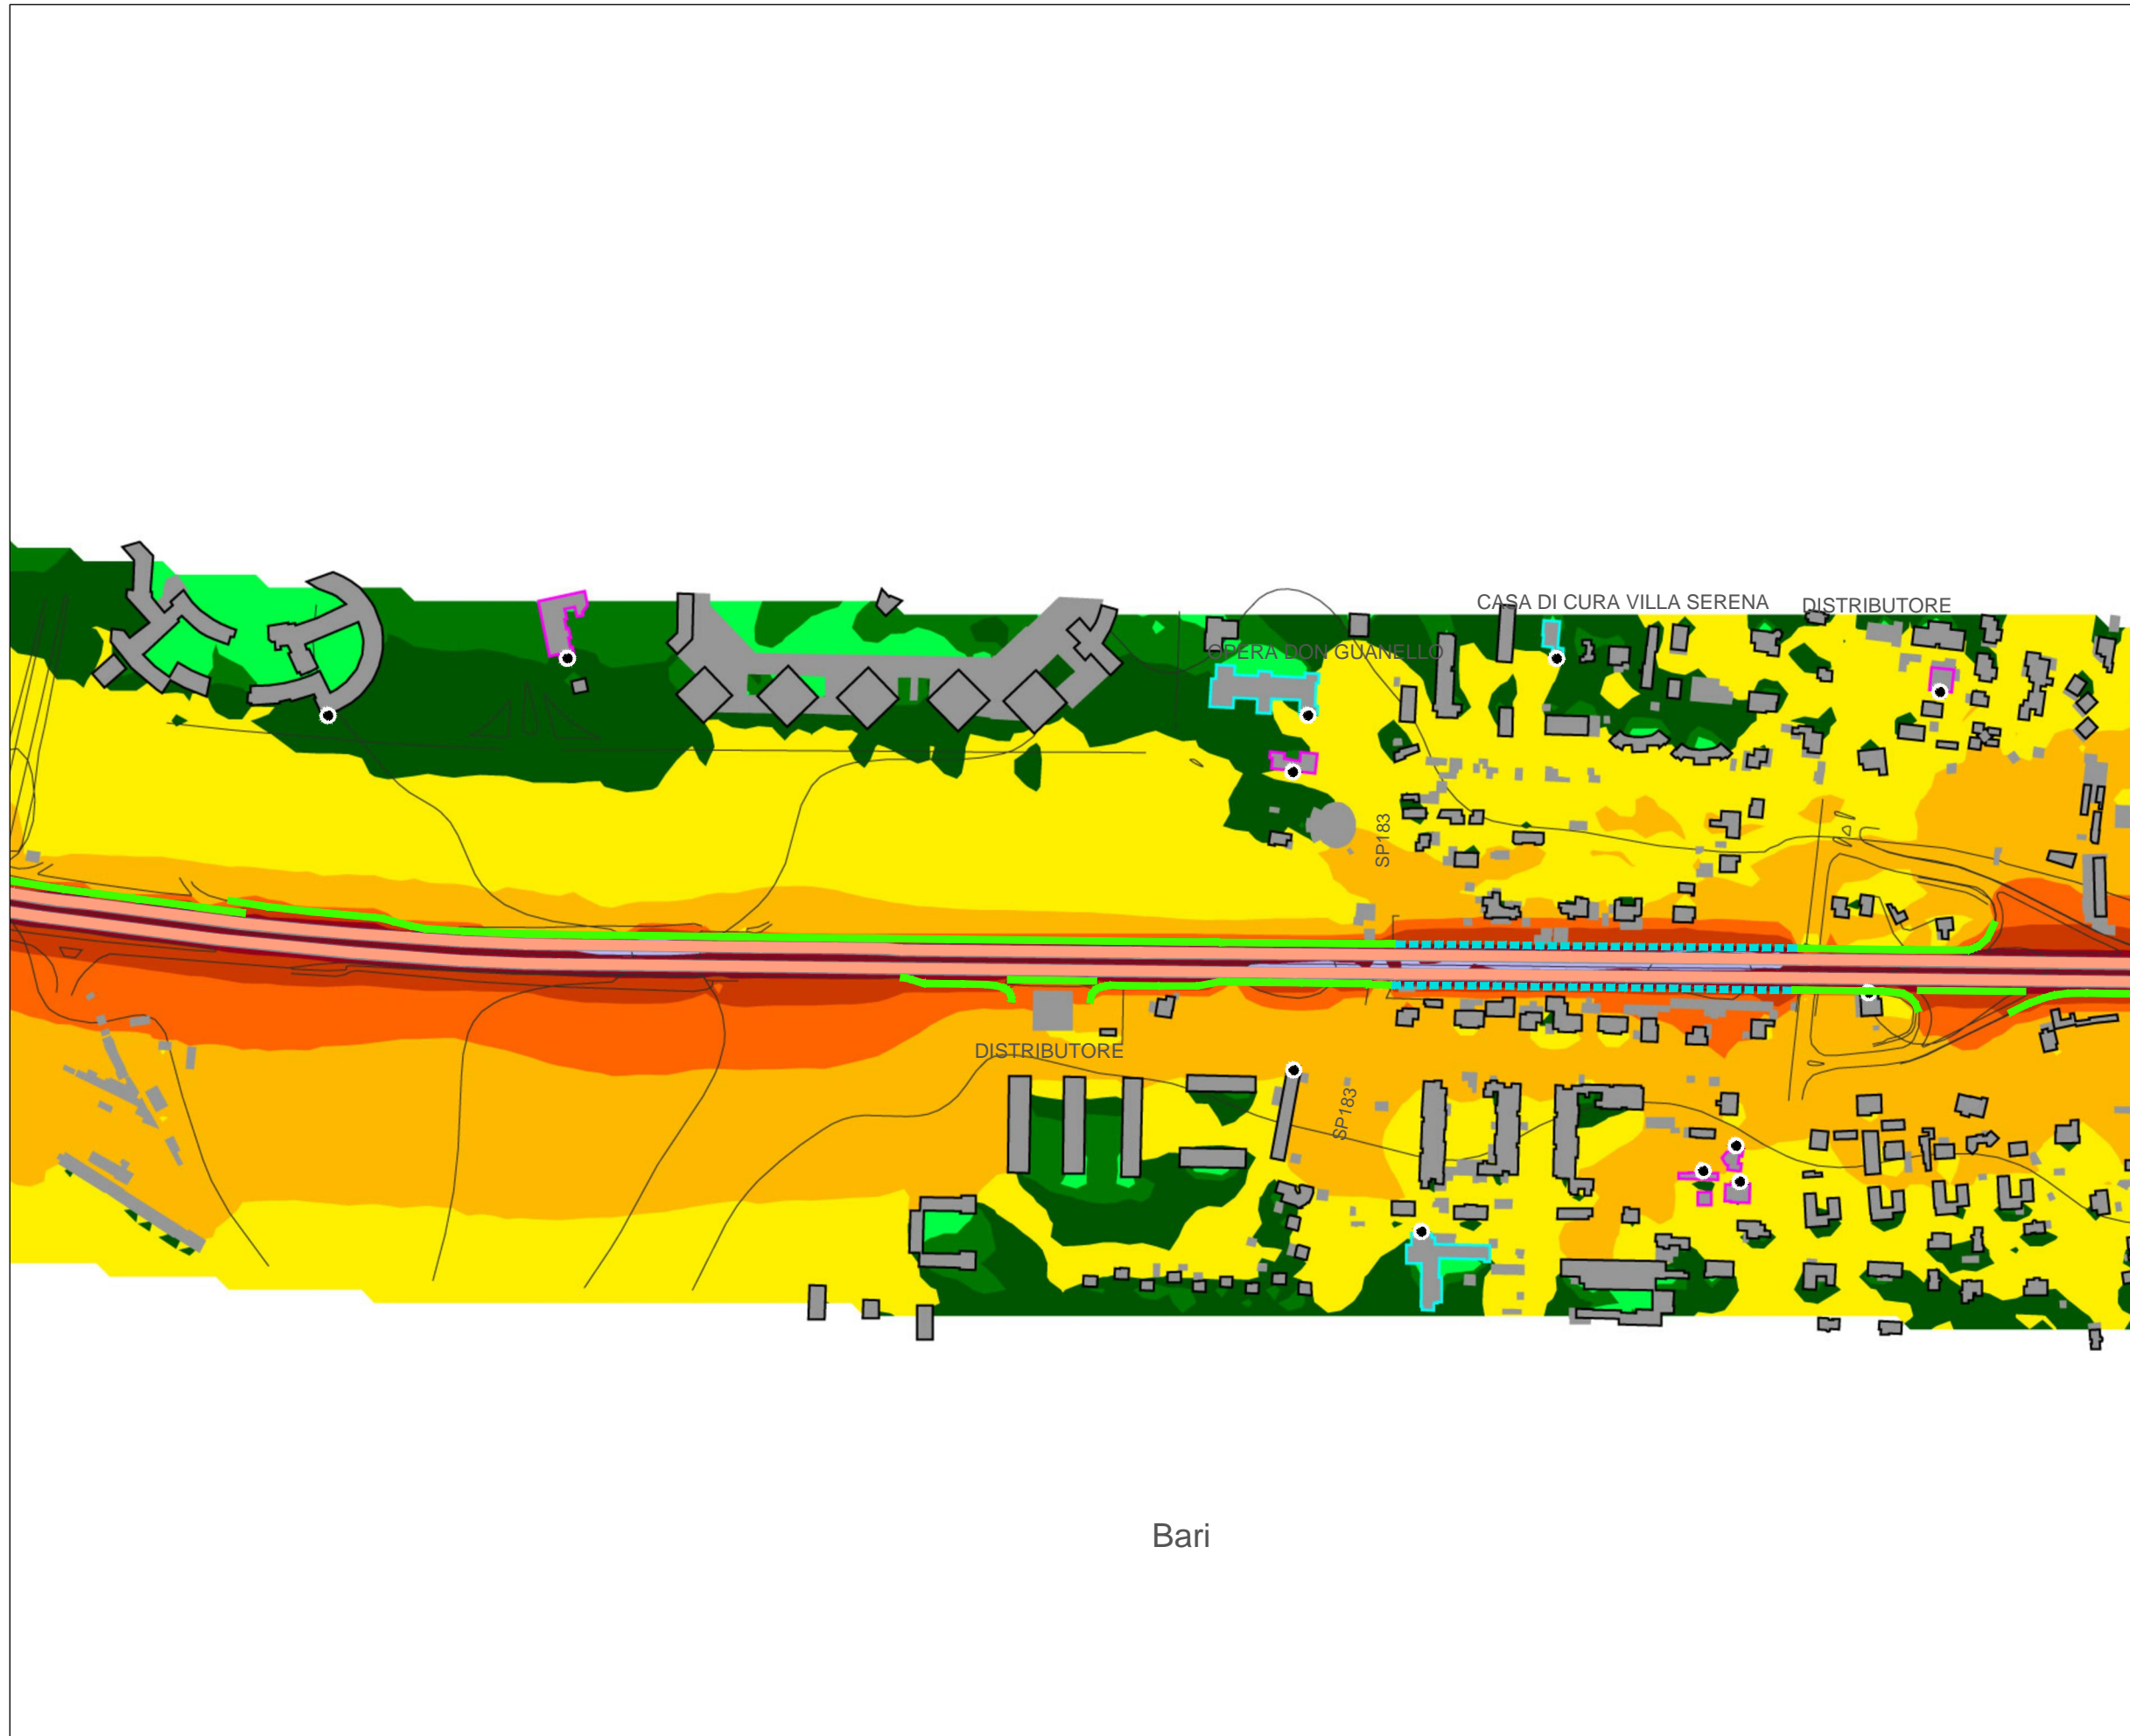 CASA DI CURA VILLA SERENA
DISTRIBUTORE
OPERA DON GUANELLO
SP183
DISTRIBUTORE
SP183
Bari